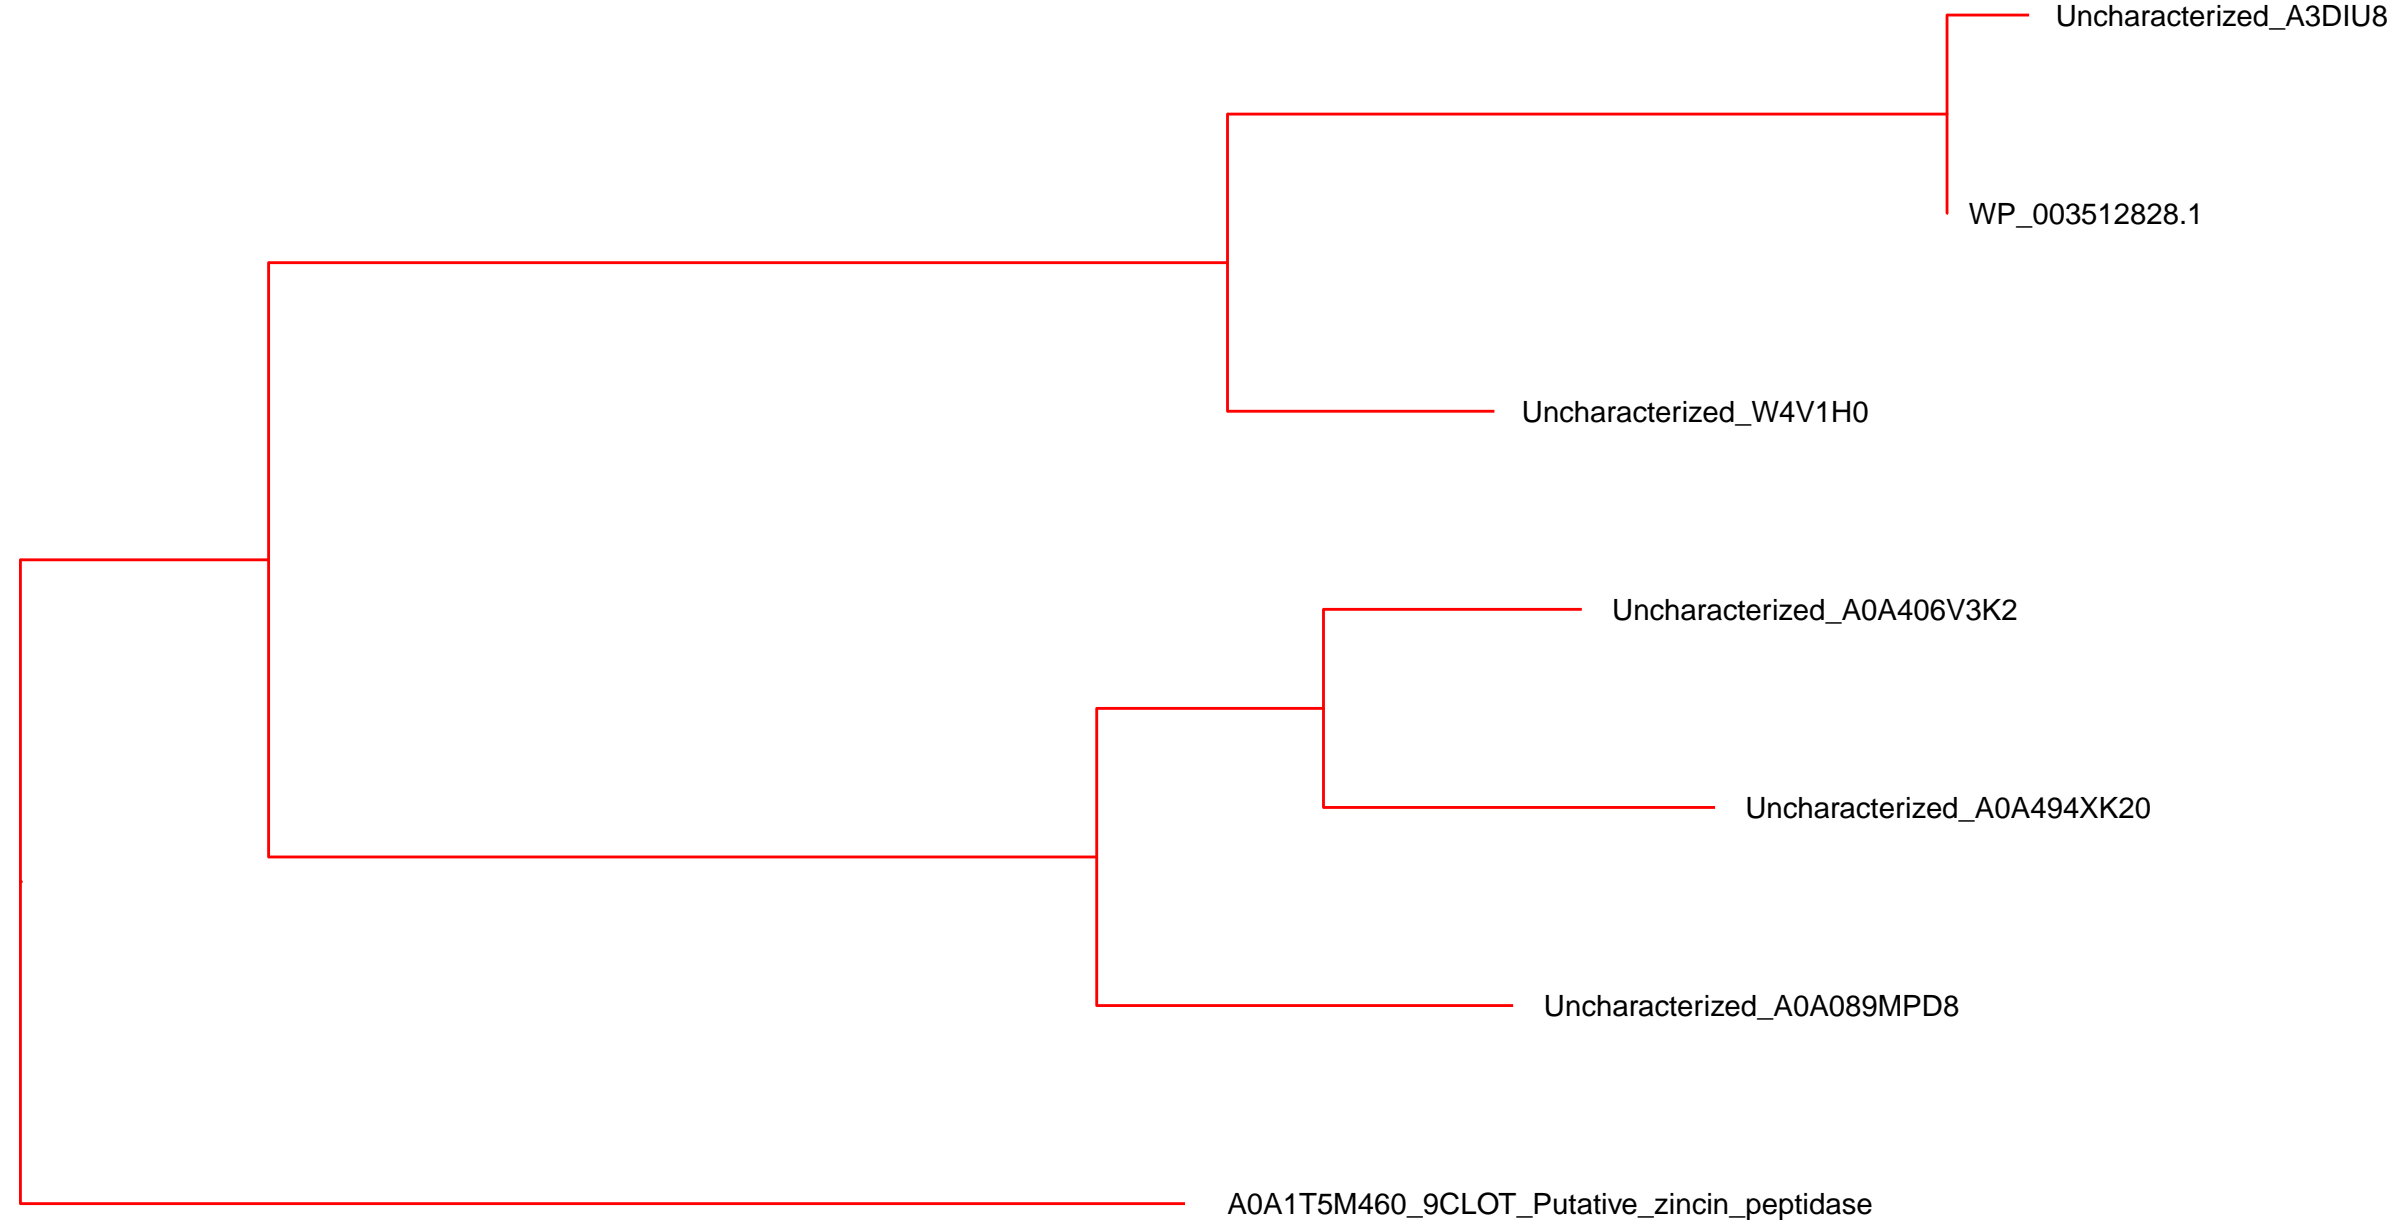 Uncharacterized_A3DIU8
WP_003512828.1
Uncharacterized_W4V1H0
Uncharacterized_A0A406V3K2
Uncharacterized_A0A494XK20
Uncharacterized_A0A089MPD8
A0A1T5M460_9CLOT_Putative_zincin_peptidase